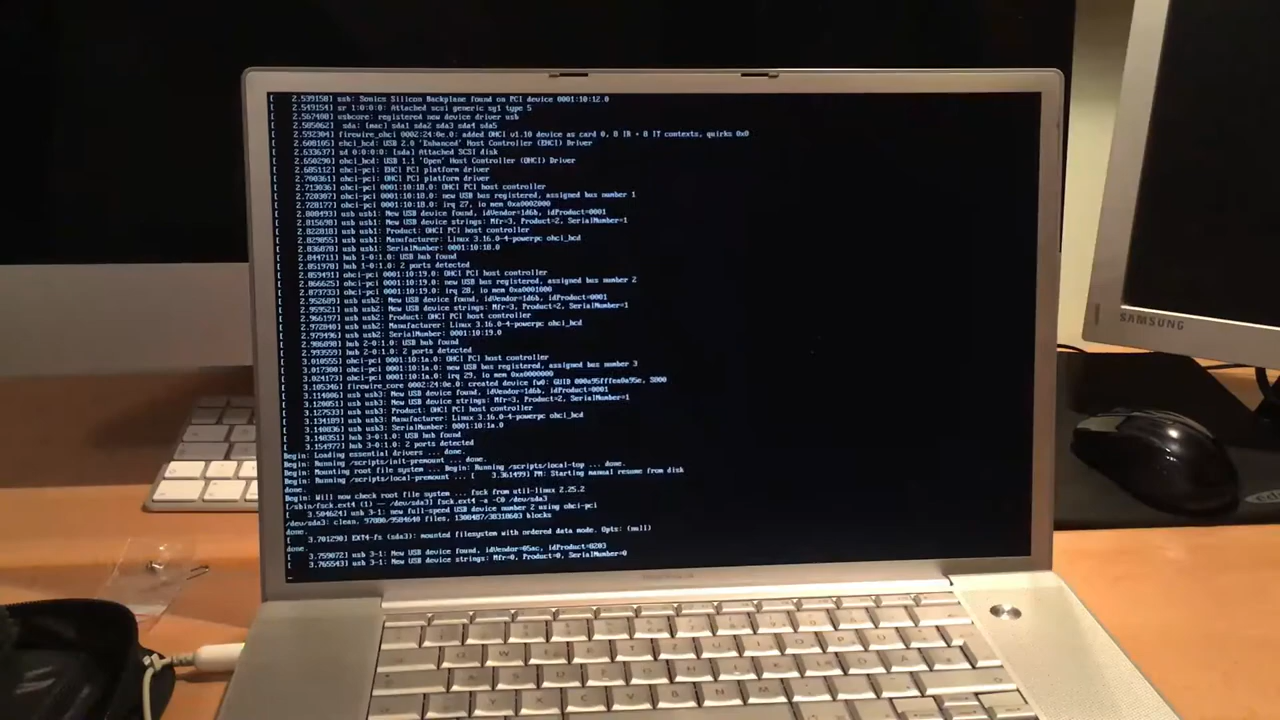 [    2.539158] ssb: Sonics Silicon Backplane found on PCI device 0001:10:12.0
[    2.549154] sr 1:0:0:0: Attached scsi generic sg1 type 5
[    2.567480] usbcore: registered new device driver usb
[    2.585062]  sda: [mac] sda1 sda2 sda3 sda4 sda5
[    2.592304] firewire_ohci 0002:24:0e.0: added OHCI v1.10 device as card 0, 8 IR + 8 IT contexts, quirks 0x0
[    2.608105] ehci_hcd: USB 2.0 'Enhanced' Host Controller (EHCI) Driver
[    2.633637] sd 0:0:0:0: [sda] Attached SCSI disk
[    2.650290] ohci_hcd: USB 1.1 'Open' Host Controller (OHCI) Driver
[    2.685112] ehci-pci: EHCI PCI platform driver
[    2.700361] ohci-pci: OHCI PCI platform driver
[    2.713036] ohci-pci 0001:10:18.0: OHCI PCI host controller
[    2.720307] ohci-pci 0001:10:18.0: new USB bus registered, assigned bus number 1
[    2.728177] ohci-pci 0001:10:18.0: irq 27, io mem 0xa0002000
[    2.808493] usb usb1: New USB device found, idVendor=1d6b, idProduct=0001
[    2.815698] usb usb1: New USB device strings: Mfr=3, Product=2, SerialNumber=1
[    2.822818] usb usb1: Product: OHCI PCI host controller
[    2.829855] usb usb1: Manufacturer: Linux 3.16.0-4-powerpc ohci_hcd
[    2.836878] usb usb1: SerialNumber: 0001:10:18.0
[    2.844711] hub 1-0:1.0: USB hub found
[    2.851978] hub 1-0:1.0: 2 ports detected
[    2.859491] ohci-pci 0001:10:19.0: OHCI PCI host controller
[    2.866625] ohci-pci 0001:10:19.0: new USB bus registered, assigned bus number 2
[    2.873733] ohci-pci 0001:10:19.0: irq 28, io mem 0xa0001000
[    2.952689] usb usb2: New USB device found, idVendor=1d6b, idProduct=0001
[    2.959521] usb usb2: New USB device strings: Mfr=3, Product=2, SerialNumber=1
[    2.966197] usb usb2: Product: OHCI PCI host controller
[    2.972840] usb usb2: Manufacturer: Linux 3.16.0-4-powerpc ohci_hcd
[    2.979496] usb usb2: SerialNumber: 0001:10:19.0
[    2.986898] hub 2-0:1.0: USB hub found
[    2.993559] hub 2-0:1.0: 2 ports detected
[    3.010555] ohci-pci 0001:10:1a.0: OHCI PCI host controller
[    3.017300] ohci-pci 0001:10:1a.0: new USB bus registered, assigned bus number 3
[    3.024173] ohci-pci 0001:10:1a.0: irq 29, io mem 0xa0000000
[    3.105346] firewire_core 0002:24:0e.0: created device fw0: GUID 000a95fffea0a95e, S800
[    3.114006] usb usb3: New USB device found, idVendor=1d6b, idProduct=0001
[    3.120851] usb usb3: New USB device strings: Mfr=3, Product=2, SerialNumber=1
[    3.127533] usb usb3: Product: OHCI PCI host controller
[    3.134189] usb usb3: Manufacturer: Linux 3.16.0-4-powerpc ohci_hcd
[    3.140836] usb usb3: SerialNumber: 0001:10:1a.0
[    3.148351] hub 3-0:1.0: USB hub found
[    3.154977] hub 3-0:1.0: 2 ports detected
Begin: Loading essential drivers ... done.
Begin: Running /scripts/init-premount ... done.
Begin: Mounting root file system ... Begin: Running /scripts/local-top ... done.
Begin: Running /scripts/local-premount ... [    3.361499] PM: Starting manual resume from disk
done.
Begin: Will now check root file system ... fsck from util-linux 2.25.2
[/sbin/fsck.ext4 (1) -- /dev/sda3] fsck.ext4 -a -C0 /dev/sda3
[    3.504624] usb 3-1: new full-speed USB device number 2 using ohci-pci
/dev/sda3: clean, 97080/9584640 files, 1308487/38318603 blocks
done.
[    3.701290] EXT4-fs (sda3): mounted filesystem with ordered data mode. Opts: (null)
done.
[    3.759072] usb 3-1: New USB device found, idVendor=05ac, idProduct=8203
[    3.765543] usb 3-1: New USB device strings: Mfr=0, Product=0, SerialNumber=0
SAMSUNG